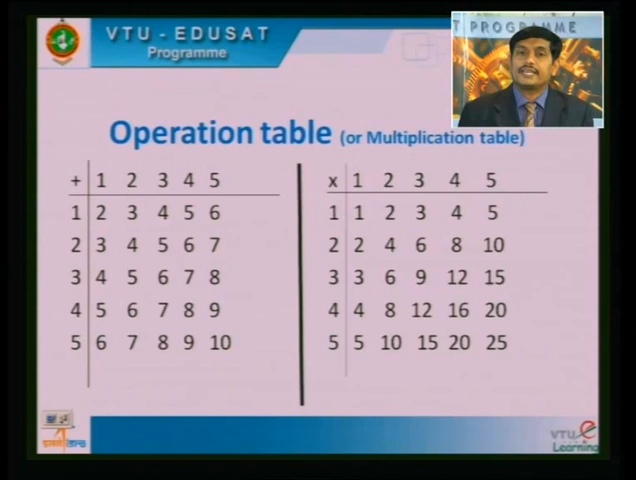 VTU - EDUSAT
Programme
T PROGRAMME
Operation table (or Multiplication table)
+ 1 2 3 4 5
1 2 3 4 5 6
2 3 4 5 6 7
3 4 5 6 7 8
4 5 6 7 8 9
5 6 7 8 9 10
x 1 2 3 4 5
1 1 2 3 4 5
2 2 4 6 8 10
3 3 6 9 12 15
4 4 8 12 16 20
5 5 10 15 20 25
VTU e
Learning